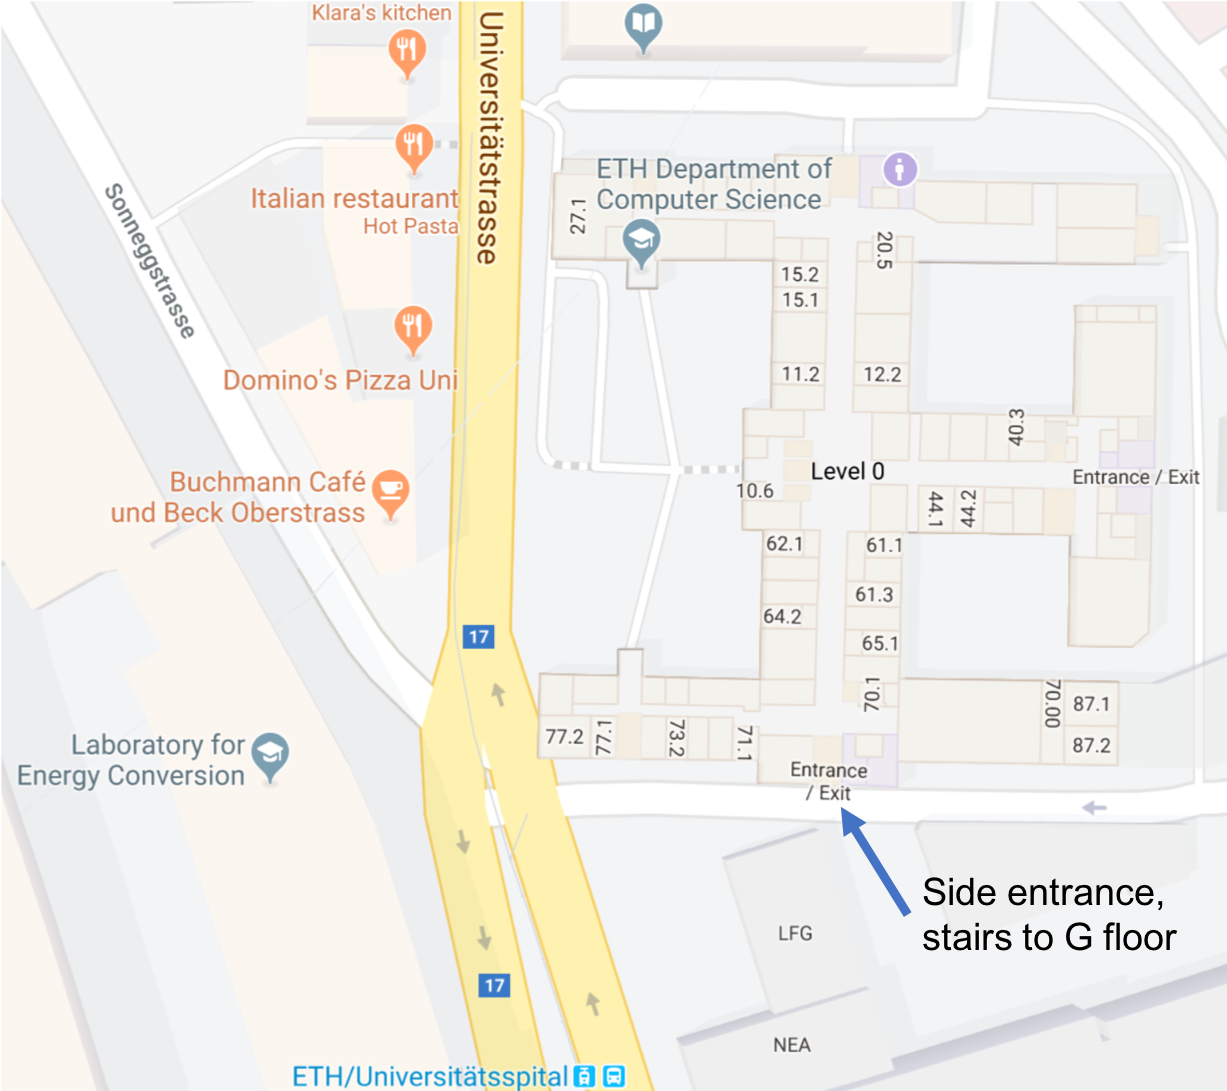 Klara's kitchen
Universitätstrasse
Italian restaurant
Hot Pasta
Sonneggstrasse
ETH Department of
Computer Science
27.1
20.5
15.2
15.1
11.2
12.2
Domino's Pizza Uni
40.3
Level 0
Entrance / Exit
Buchmann Café
und Beck Oberstrass
10.6
44.1
44.2
62.1
61.1
61.3
64.2
65.1
17
70.1
70.00
87.1
77.2
77.1
73.2
71.1
87.2
Laboratory for
Energy Conversion
Entrance
/ Exit
Side entrance,
stairs to G floor
LFG
17
NEA
ETH/Universitätsspital